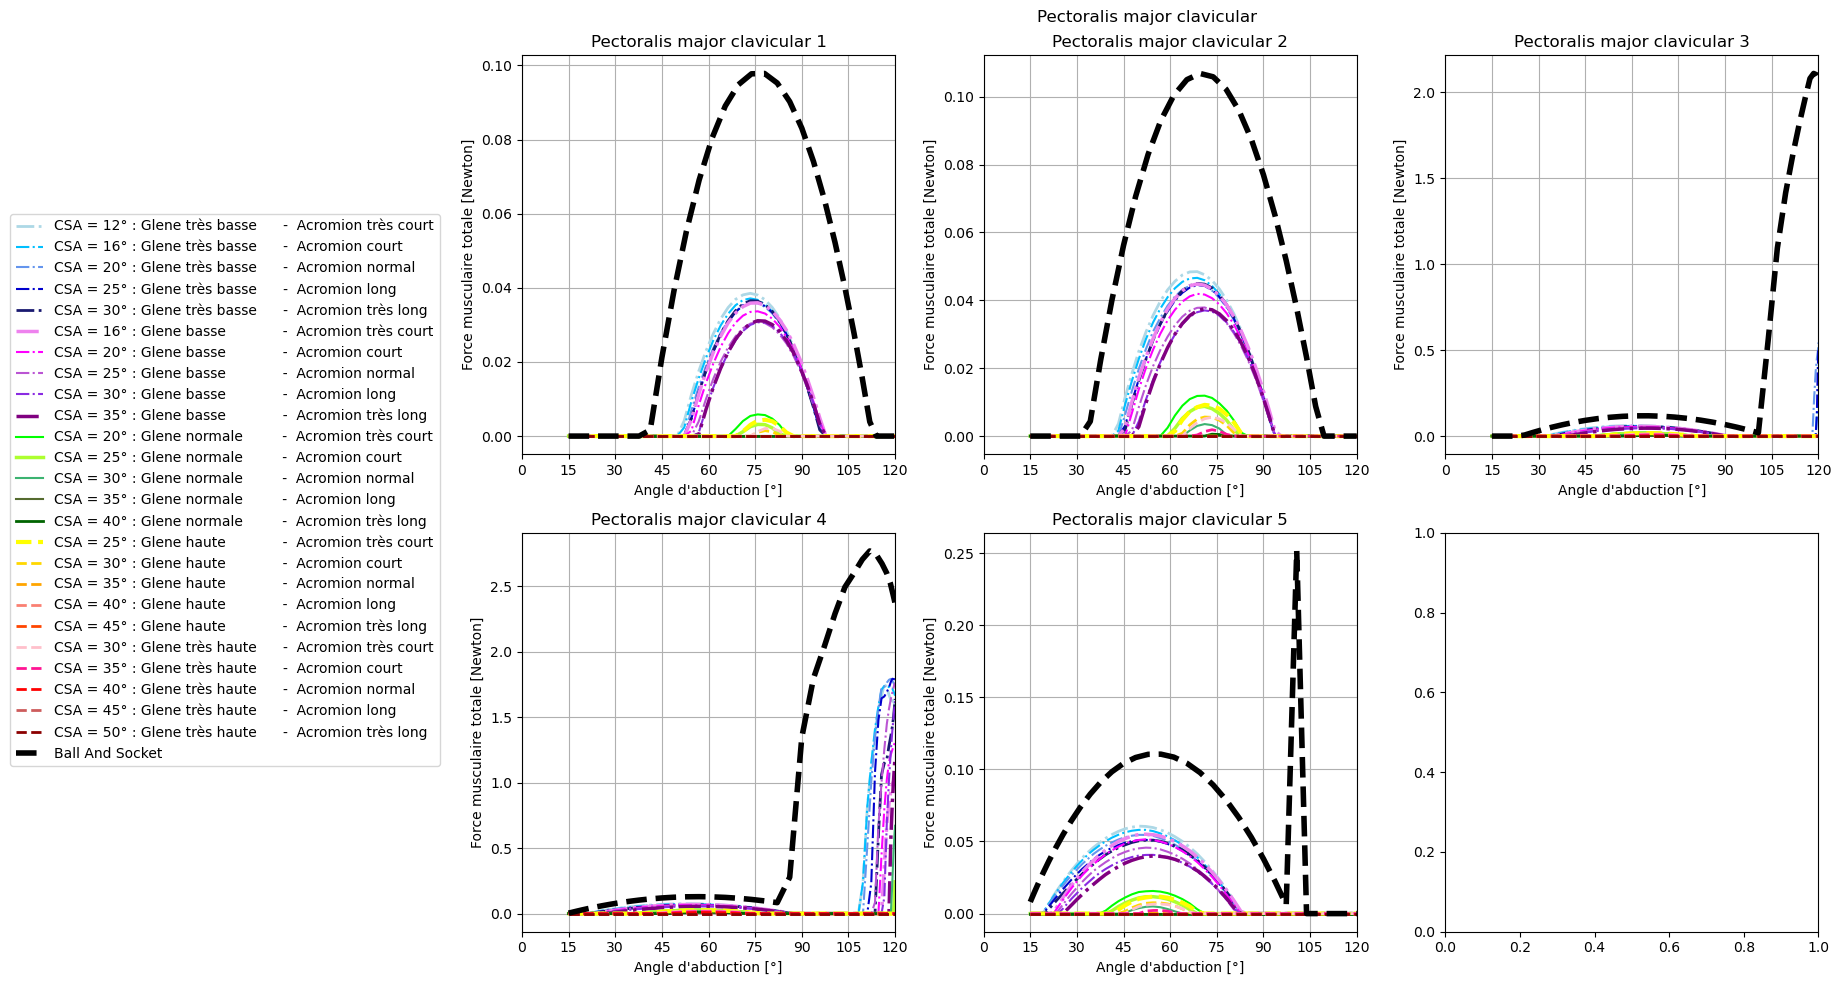 Pectoralis major clavicular
CSA = 12° : Glene très basse - Acromion très court
CSA = 16° : Glene très basse - Acromion court
CSA = 20° : Glene très basse - Acromion normal
CSA = 25° : Glene très basse - Acromion long
CSA = 30° : Glene très basse - Acromion très long
CSA = 16° : Glene basse - Acromion très court
CSA = 20° : Glene basse - Acromion court
CSA = 25° : Glene basse - Acromion normal
CSA = 30° : Glene basse - Acromion long
CSA = 35° : Glene basse - Acromion très long
CSA = 20° : Glene normale - Acromion très court
CSA = 25° : Glene normale - Acromion court
CSA = 30° : Glene normale - Acromion normal
CSA = 35° : Glene normale - Acromion long
CSA = 40° : Glene normale - Acromion très long
CSA = 25° : Glene haute - Acromion très court
CSA = 30° : Glene haute - Acromion court
CSA = 35° : Glene haute - Acromion normal
CSA = 40° : Glene haute - Acromion long
CSA = 45° : Glene haute - Acromion très long
CSA = 30° : Glene très haute - Acromion très court
CSA = 35° : Glene très haute - Acromion court
CSA = 40° : Glene très haute - Acromion normal
CSA = 45° : Glene très haute - Acromion long
CSA = 50° : Glene très haute - Acromion très long
Ball And Socket
Pectoralis major clavicular 1
Force musculaire totale [Newton]
0.10
0.08
0.06
0.04
0.02
0.00
0 15 30 45 60 75 90 105 120
Angle d'abduction [°]
Pectoralis major clavicular 2
Force musculaire totale [Newton]
0.10
0.08
0.06
0.04
0.02
0.00
0 15 30 45 60 75 90 105 120
Angle d'abduction [°]
Pectoralis major clavicular 3
Force musculaire totale [Newton]
2.0
1.5
1.0
0.5
0.0
0 15 30 45 60 75 90 105 120
Angle d'abduction [°]
Pectoralis major clavicular 4
Force musculaire totale [Newton]
2.5
2.0
1.5
1.0
0.5
0.0
0 15 30 45 60 75 90 105 120
Angle d'abduction [°]
Pectoralis major clavicular 5
Force musculaire totale [Newton]
0.25
0.20
0.15
0.10
0.05
0.00
0 15 30 45 60 75 90 105 120
Angle d'abduction [°]
1.0
0.8
0.6
0.4
0.2
0.0
0.0 0.2 0.4 0.6 0.8 1.0